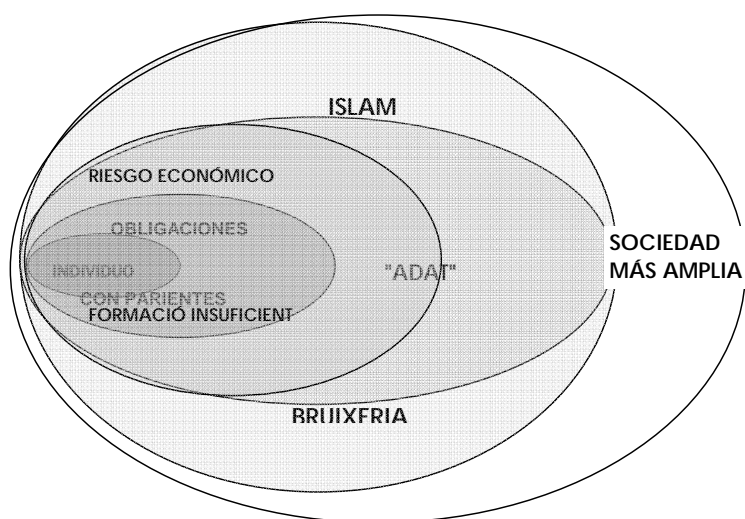 ISLAM
RIESGO ECONÓMICO
OBLIGACIONES
SOCIEDAD
MÁS AMPLIA
INDIVIDUO
"ADAT"
CON PARIENTES
FORMACIÓ INSUFICIENT
BRUIXERIA